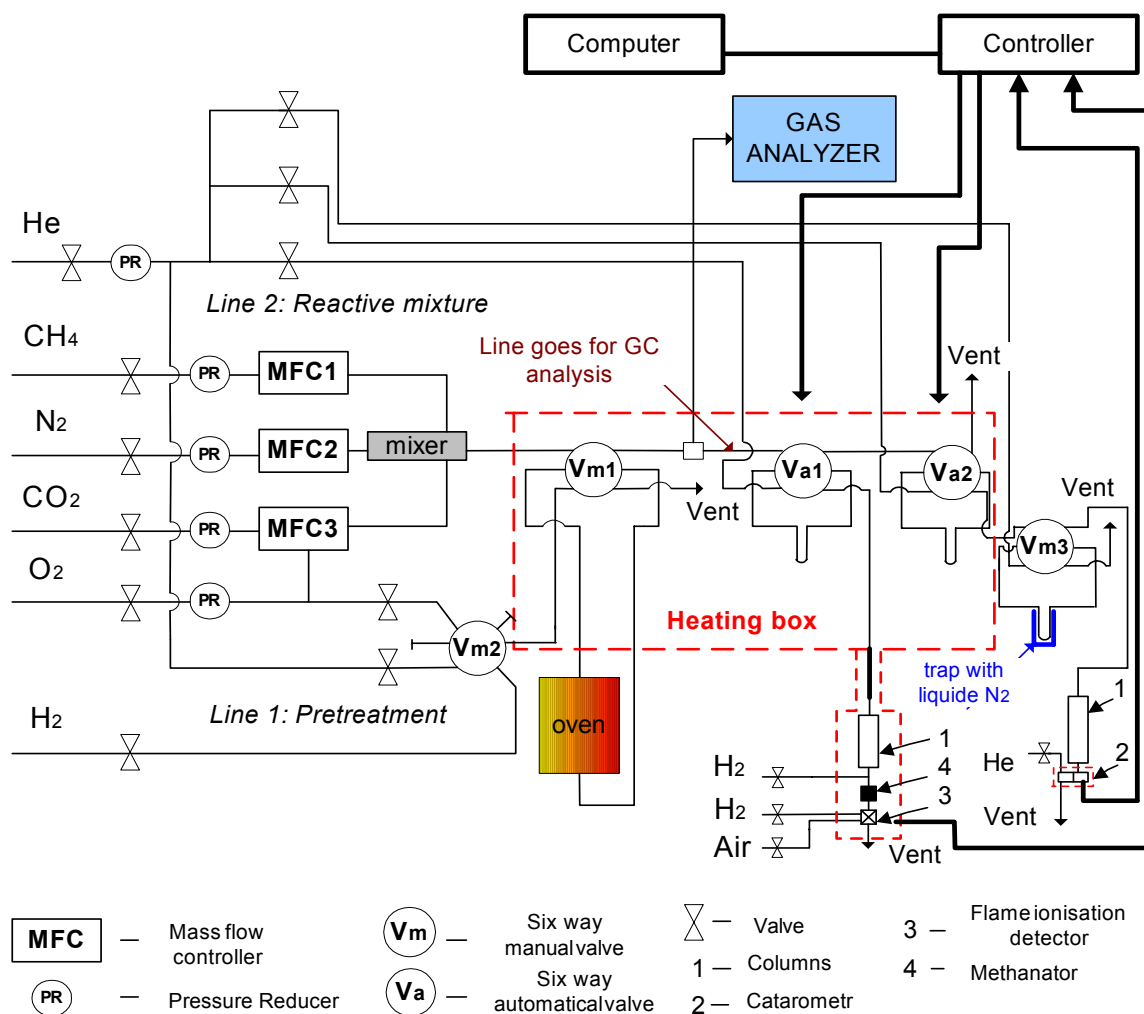 Computer
Controller
GAS
ANALYZER
He
PR
Line 2: Reactive mixture
CH4
PR
MFC1
Line goes for GC
analysis
Vent
N2
PR
MFC2
mixer
Vm1
Va1
Va2
Vent
CO2
PR
MFC3
Vent
Vm3
O2
PR
Heating box
Vm2
trap with
liquide N2
Line 1: Pretreatment
H2
oven
1
1
H2
4
He
2
H2
3
Air
Vent
Vent
MFC — Mass flow
controller
PR — Pressure Reducer
Vm — Six way
manualvalve
Va — Six way
automaticalvalve
— Valve
1 — Columns
2 — Catarometr
3 — Flame ionisation
detector
4 — Methanator